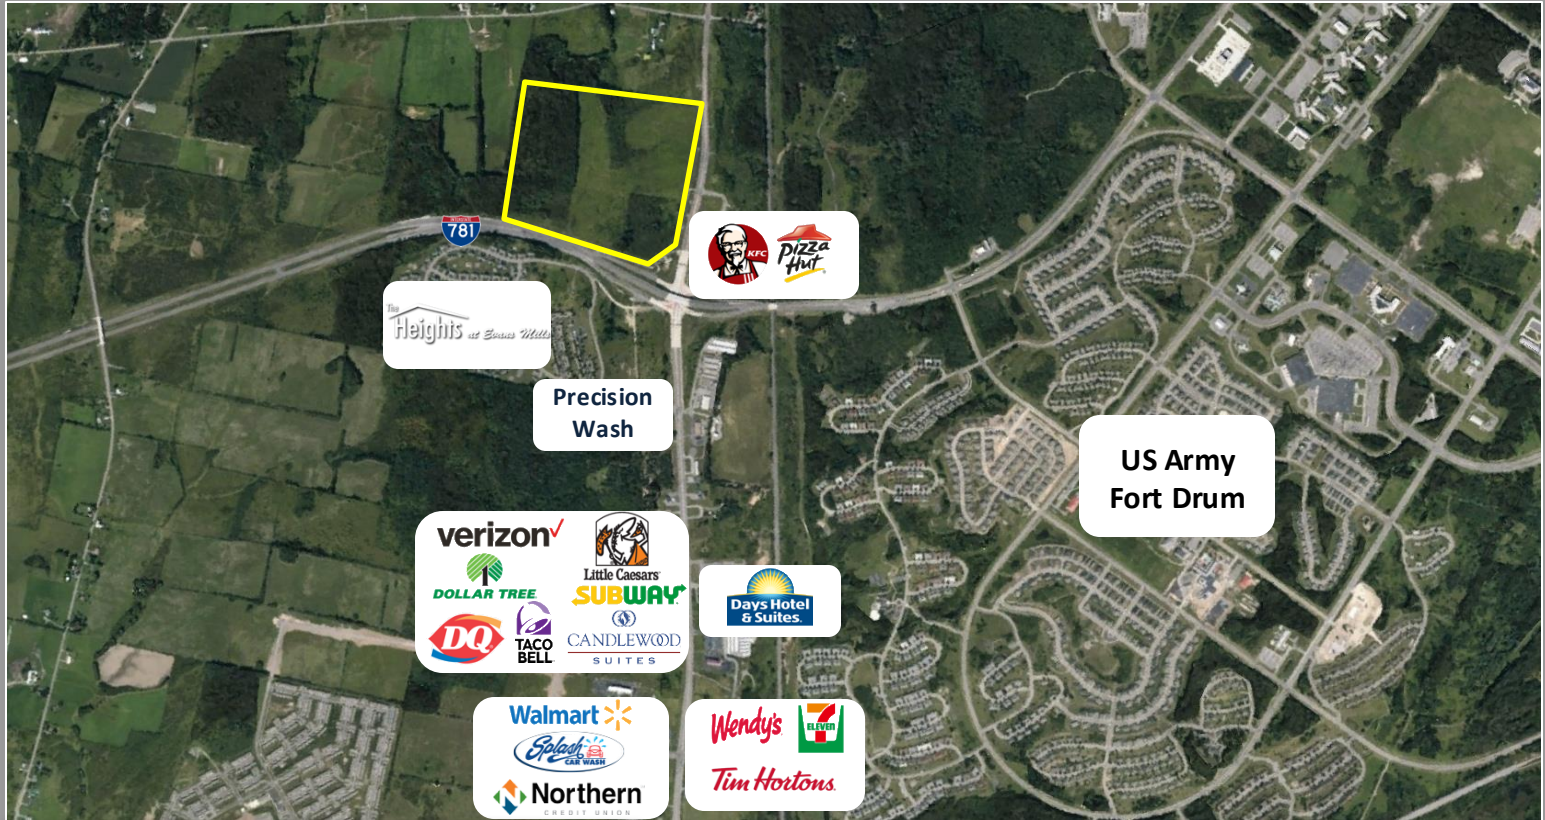 INTERSTATE
781
KFC
Pizza
Hut
The
Heights at Evans Mills
Precision
Wash
US Army
Fort Drum
verizon
Little Caesars
DOLLAR TREE
SUBWAY
DQ
TACO
BELL
CANDLEWOOD
SUITES
Days Hotel
& Suites.
Walmart
Splash
CAR WASH
Northern
CREDIT UNION
Wendy's
7
ELEVEN
Tim Hortons.